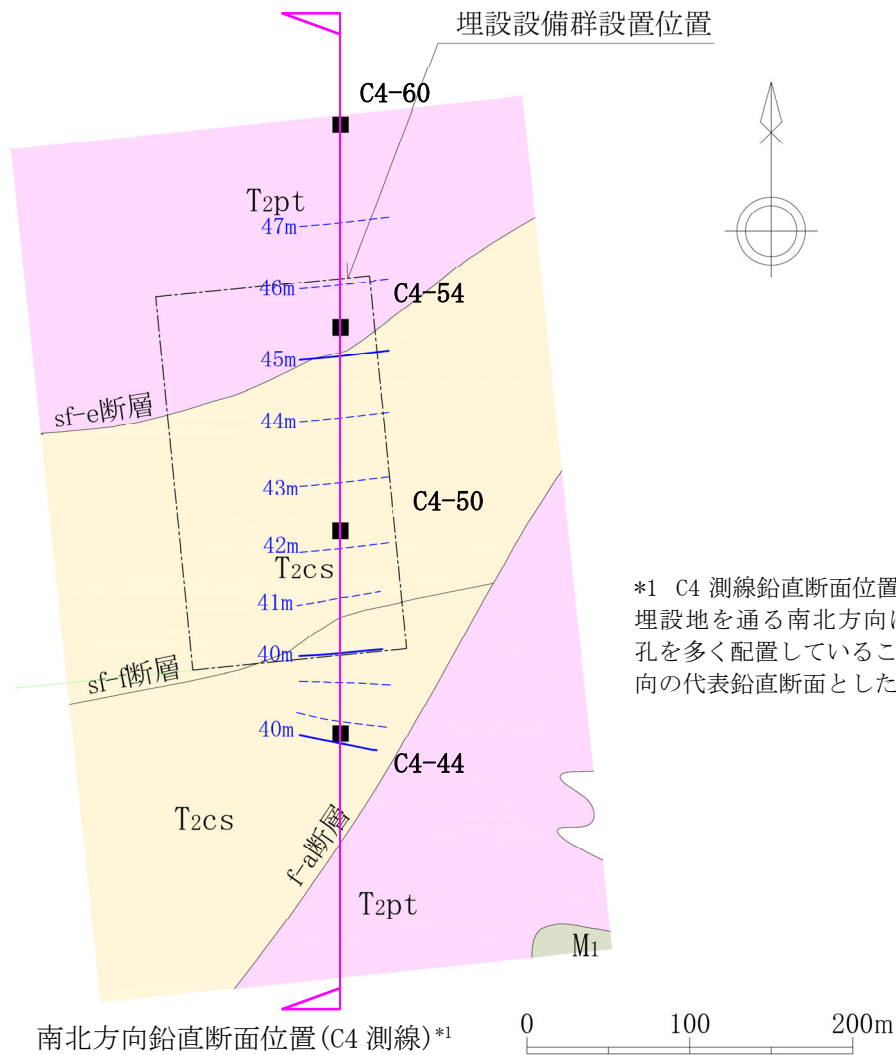 埋設設備群設置位置
C4-60
T2pt
47m
46m
C4-54
45m
sf-e断層
44m
43m
C4-50
42m
T2cs
41m
*1 C4 測線鉛直断面位置
埋設地を通る南北方向に
孔を多く配置しているこ
向の代表鉛直断面とした
40m
sf-f断層
40m
C4-44
T2cs
f-a断層
T2pt
M1
南北方向鉛直断面位置(C4 測線)*1
0 100 200m